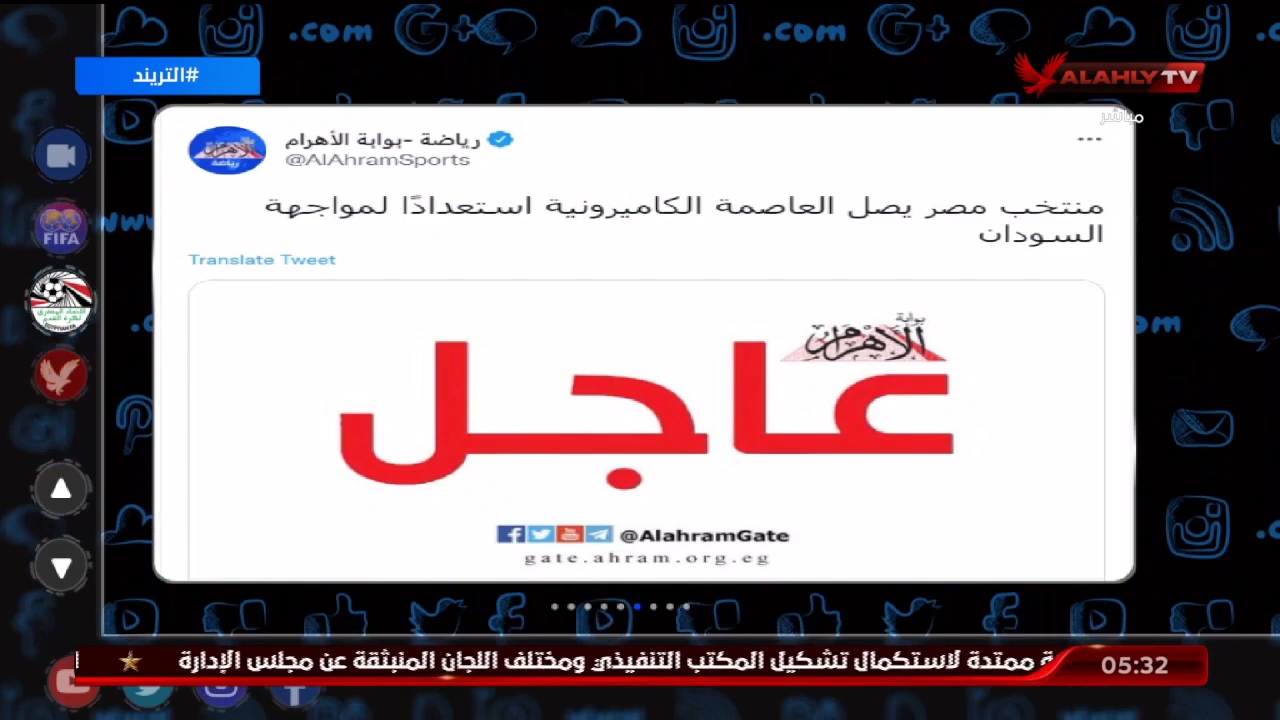 #التريند
ALAHLY TV
مباشر
رياضة -بوابة الأهرام
@AlAhramSports
منتخب مصر يصل العاصمة الكاميرونية استعدادًا لمواجهة
السودان
Translate Tweet
بوابة
الأهرام
عاجل
@AlahramGate
gate.ahram.org.eg
FIFA
ممتدة لاستكمال تشكيل المكتب التنفيذي ومختلف اللجان المنبثقة عن مجلس الإدارة
05:32